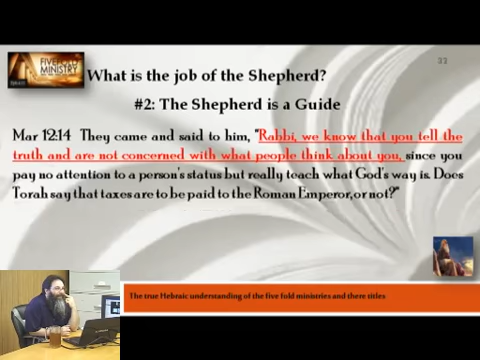 FIVEFOLD
MINISTRY
22
What is the job of the Shepherd?
#2: The Shepherd is a Guide
Mar 12:14 They came and said to him, "Rabbi, we know that you tell the
truth and are not concerned with what people think about you, since you
pay no attention to a person's status but really teach what God's way is. Does
Torah say that taxes are to be paid to the Roman Emperor, or not?"
The true Hebraic understanding of the five fold ministries and there titles